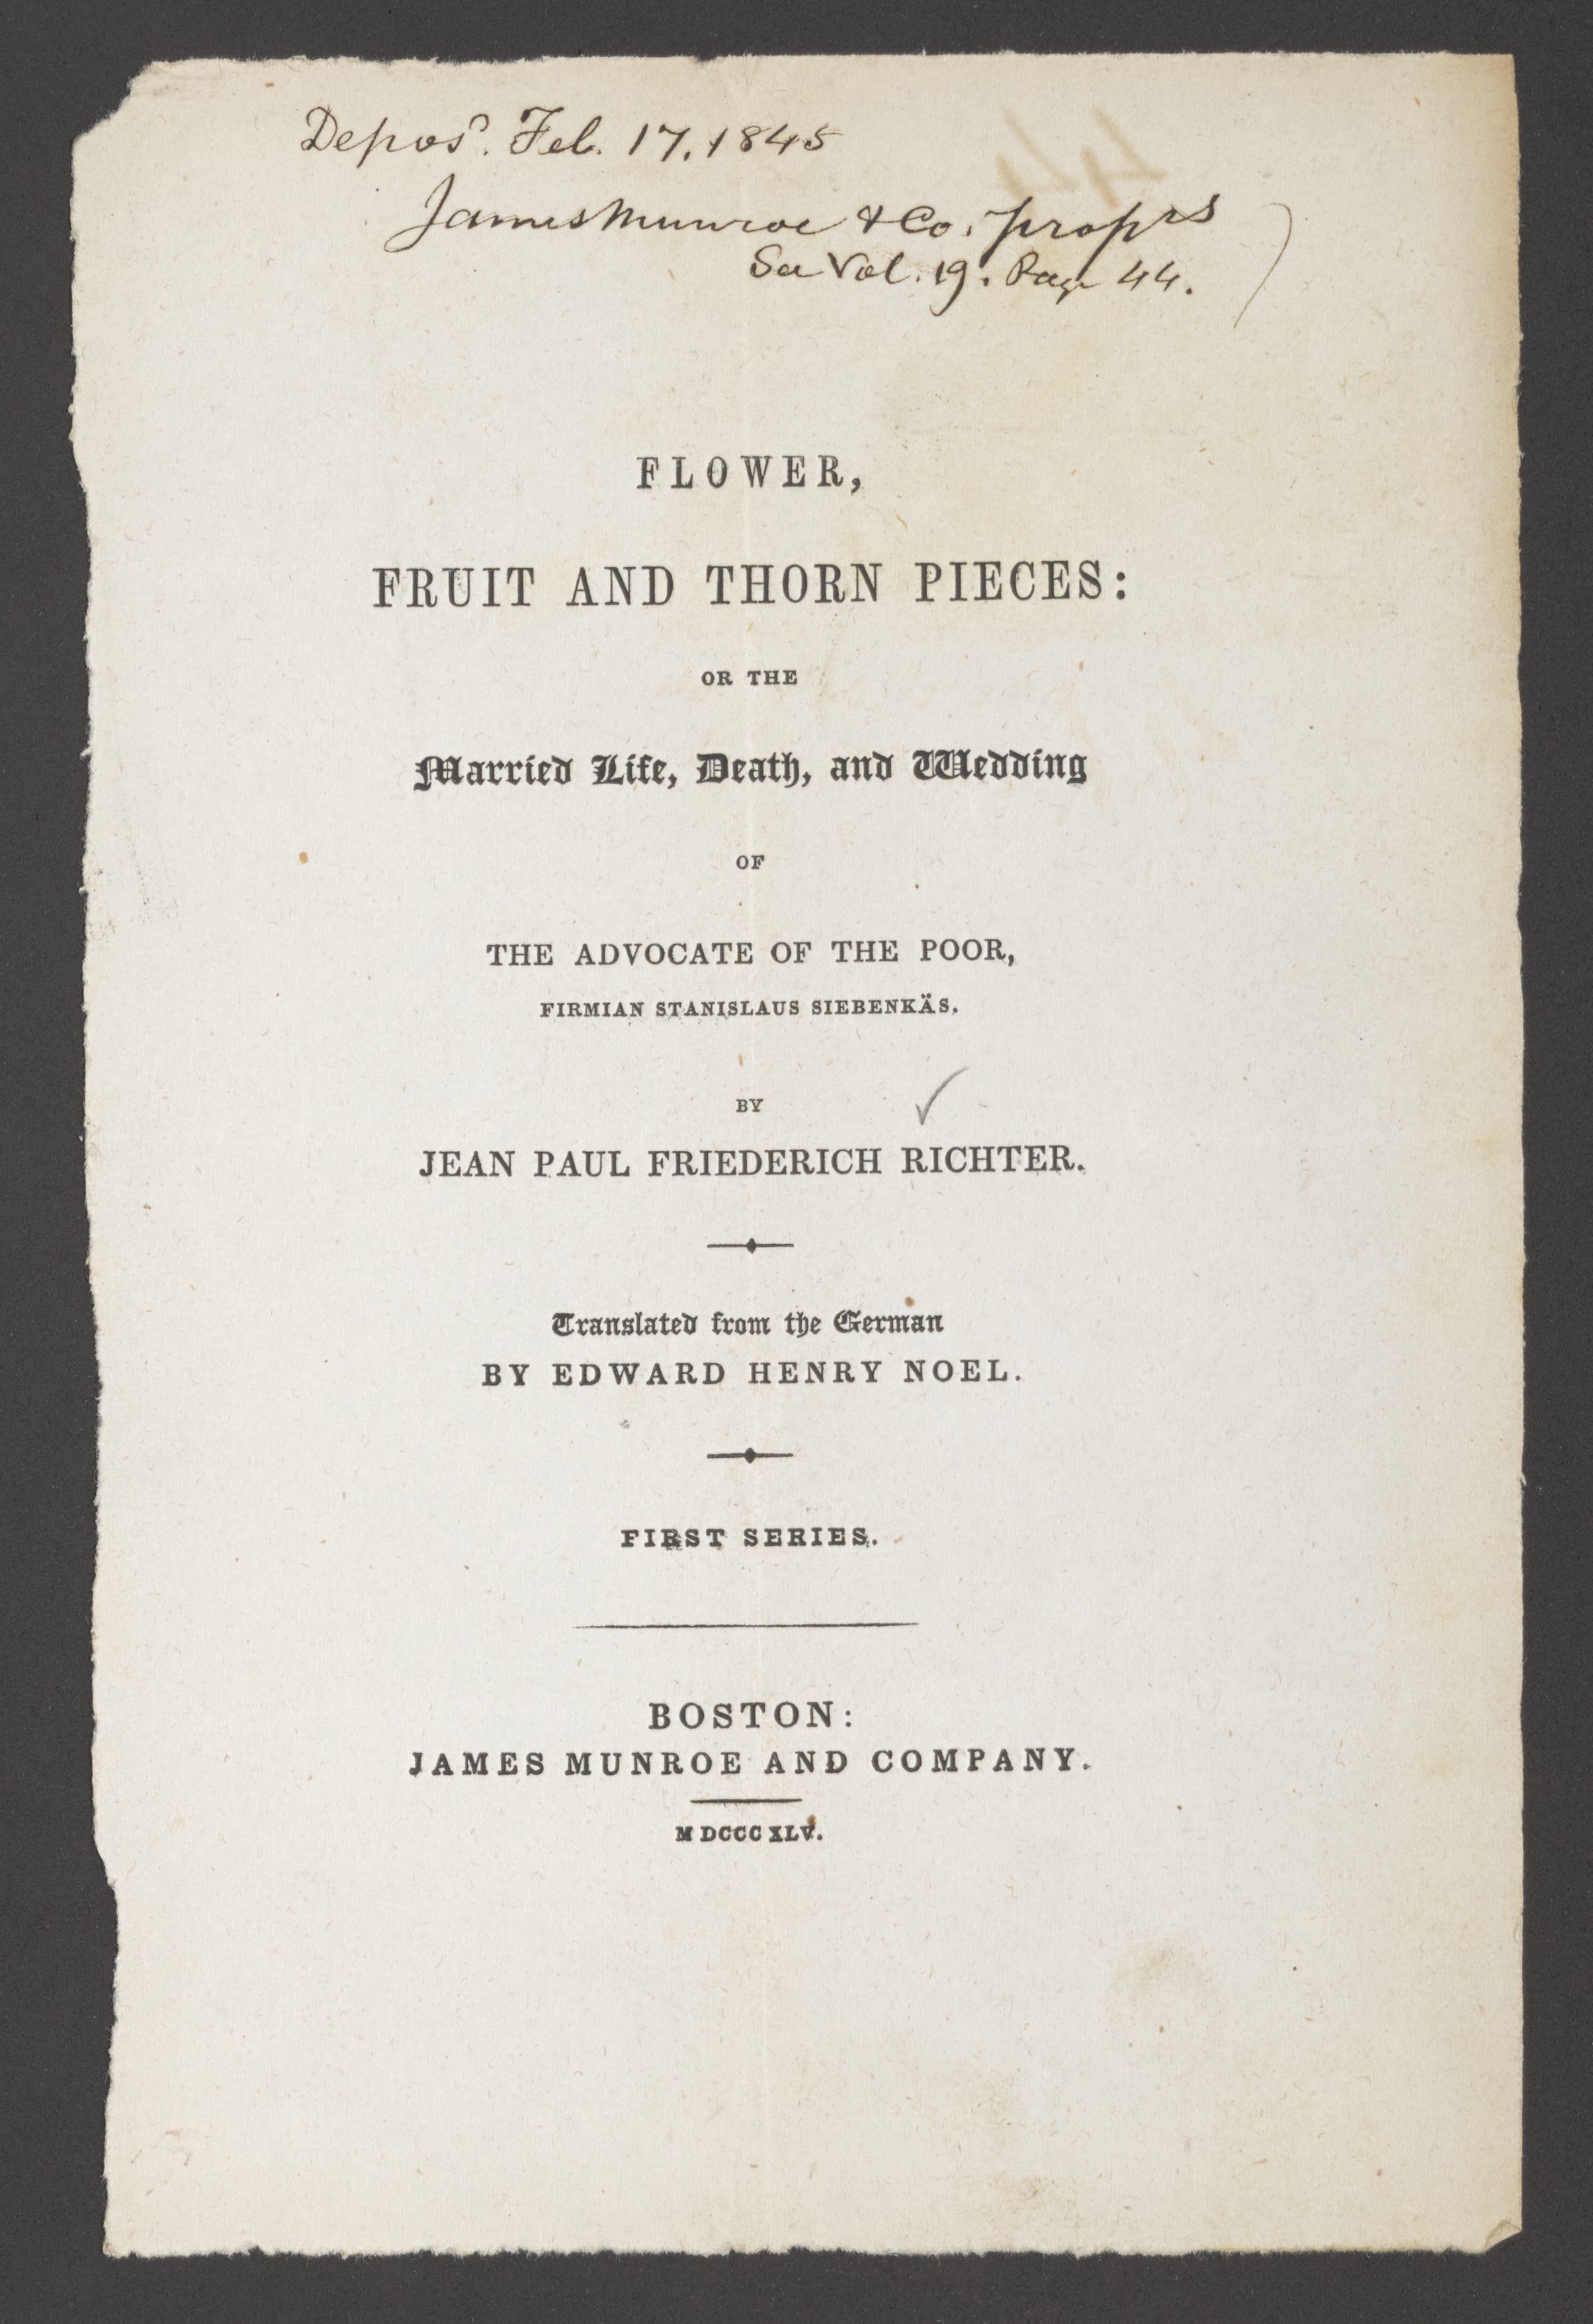 Depos. Feb. 17. 1845
James Munroe & Co. proprs
See Vol. 19. Page 44.
FLOWER,
FRUIT AND THORN PIECES:
OR THE
Married Life, Death, and Wedding
OF
THE ADVOCATE OF THE POOR,
FIRMIAN STANISLAUS SIEBENKÄS.
BY
JEAN PAUL FRIEDERICH RICHTER.
Translated from the German
BY EDWARD HENRY NOEL.
FIRST SERIES.
BOSTON:
JAMES MUNROE AND COMPANY.
M DCCC XLV.